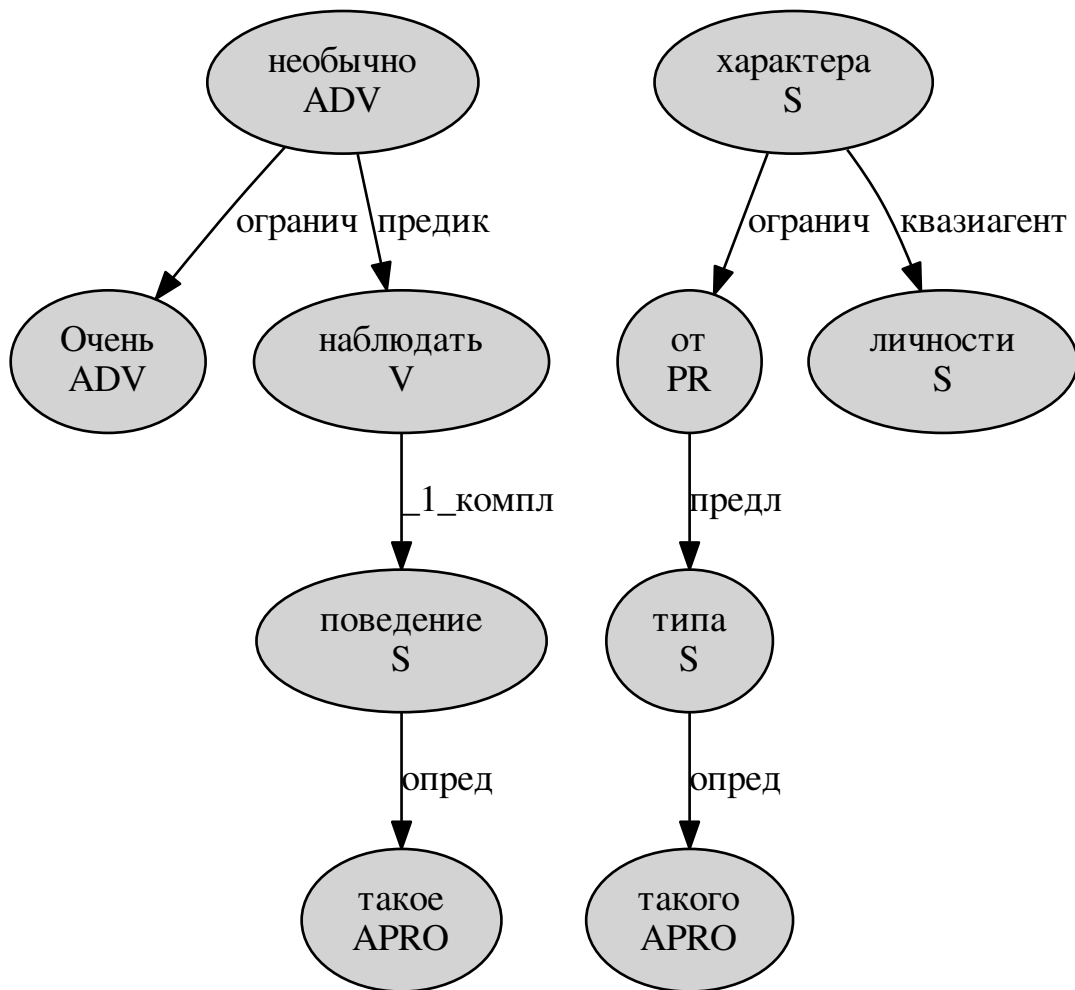 необычно
ADV
характера
S
огранич
предик
огранич
квазиагент
Очень
ADV
наблюдать
V
от
PR
личности
S
_1_компл
предл
поведение
S
типа
S
опред
опред
такое
APRO
такого
APRO